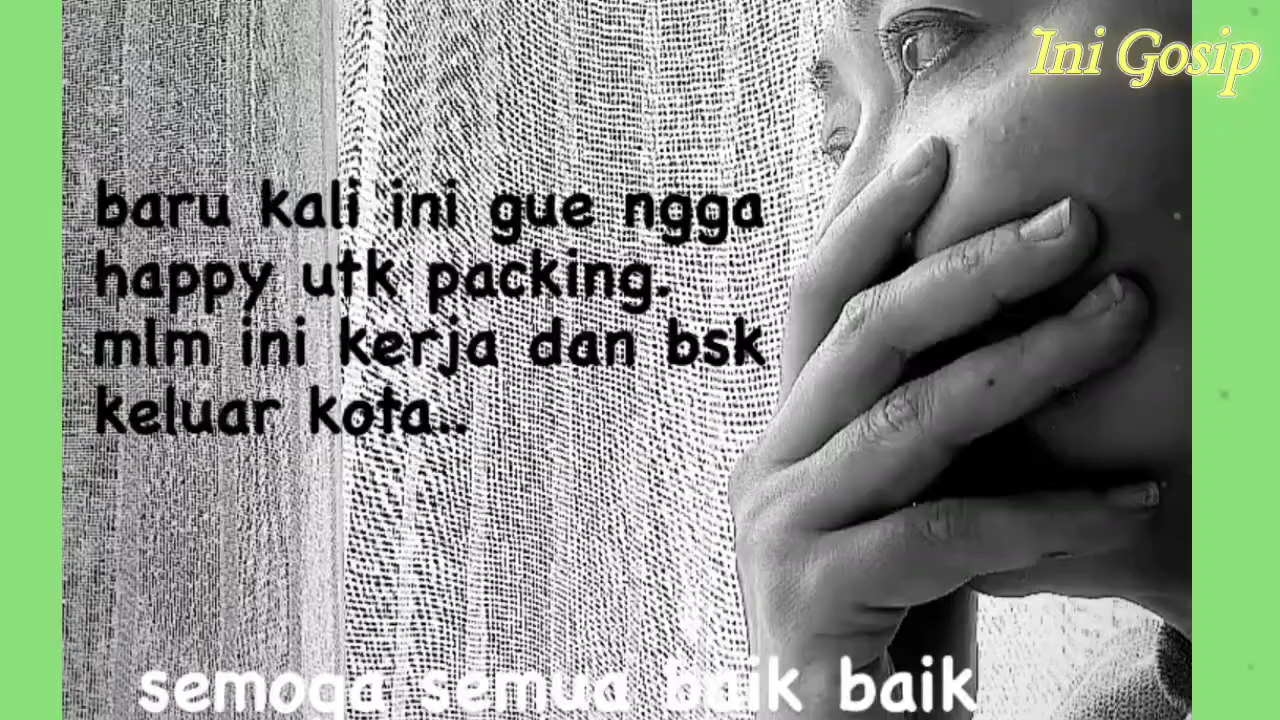 Ini Gosip
baru kali ini gue ngga
happy utk packing.
mlm ini kerja dan bsk
keluar kota..
semoga semua baik baik